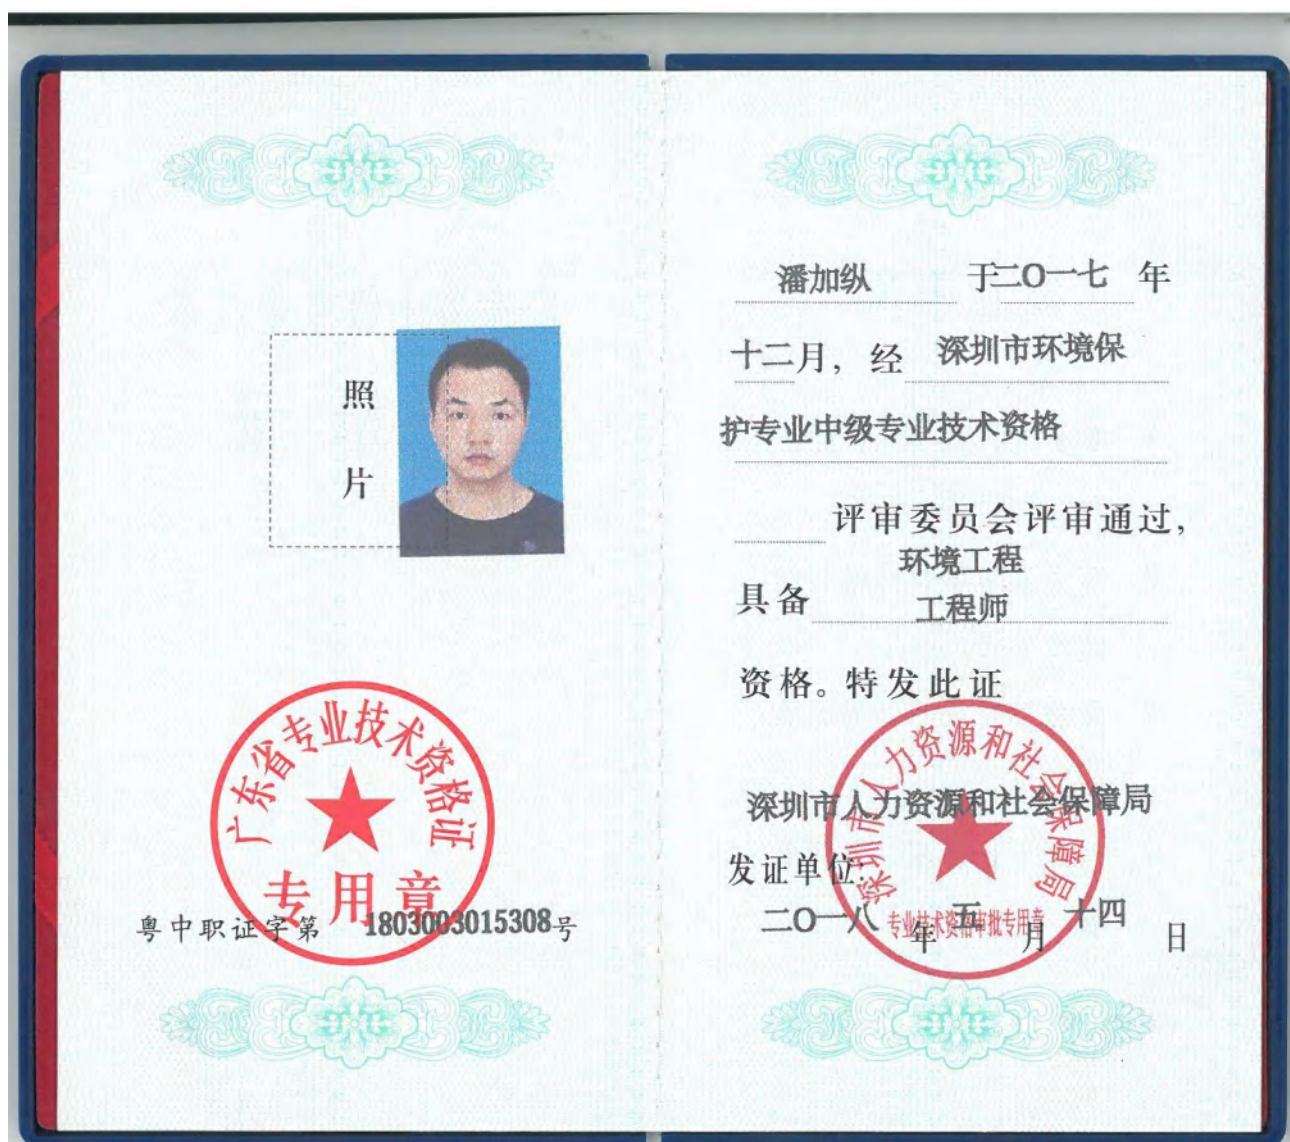 照
片
广东省专业技术资格证
专用章
粤中职证字第 1803003015308号
潘加纵 于二〇一七 年
十二月，经 深圳市环境保
护专业中级专业技术资格
评审委员会评审通过，
环境工程
具备 工程师
资格。特发此证
深圳市人力资源和社会保障局
深圳市人力资源和社会保障局
发证单位：
专业技术资格审批专用章
二〇一八 年 五 月 十四 日